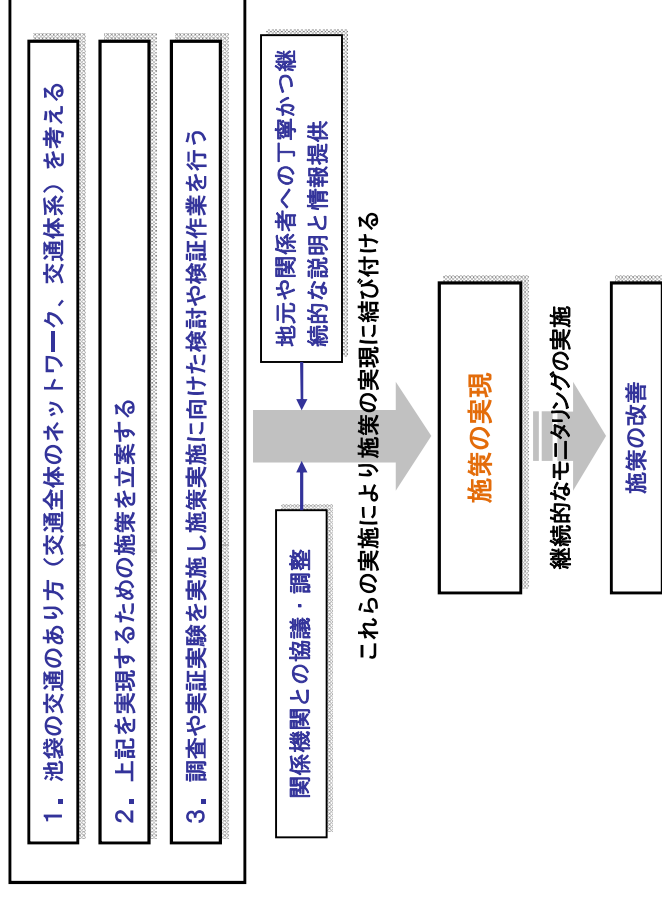 1．池袋の交通のあり方（交通全体のネットワーク、交通体系）を考える
2．上記を実現するための施策を立案する
3．調査や実証実験を実施し施策実施に向けた検討や検証作業を行う
関係機関との協議・調整
地元や関係者への丁寧かつ継
続的な説明と情報提供
これらの実施により施策の実現に結び付ける
施策の実現
継続的なモニタリングの実施
施策の改善